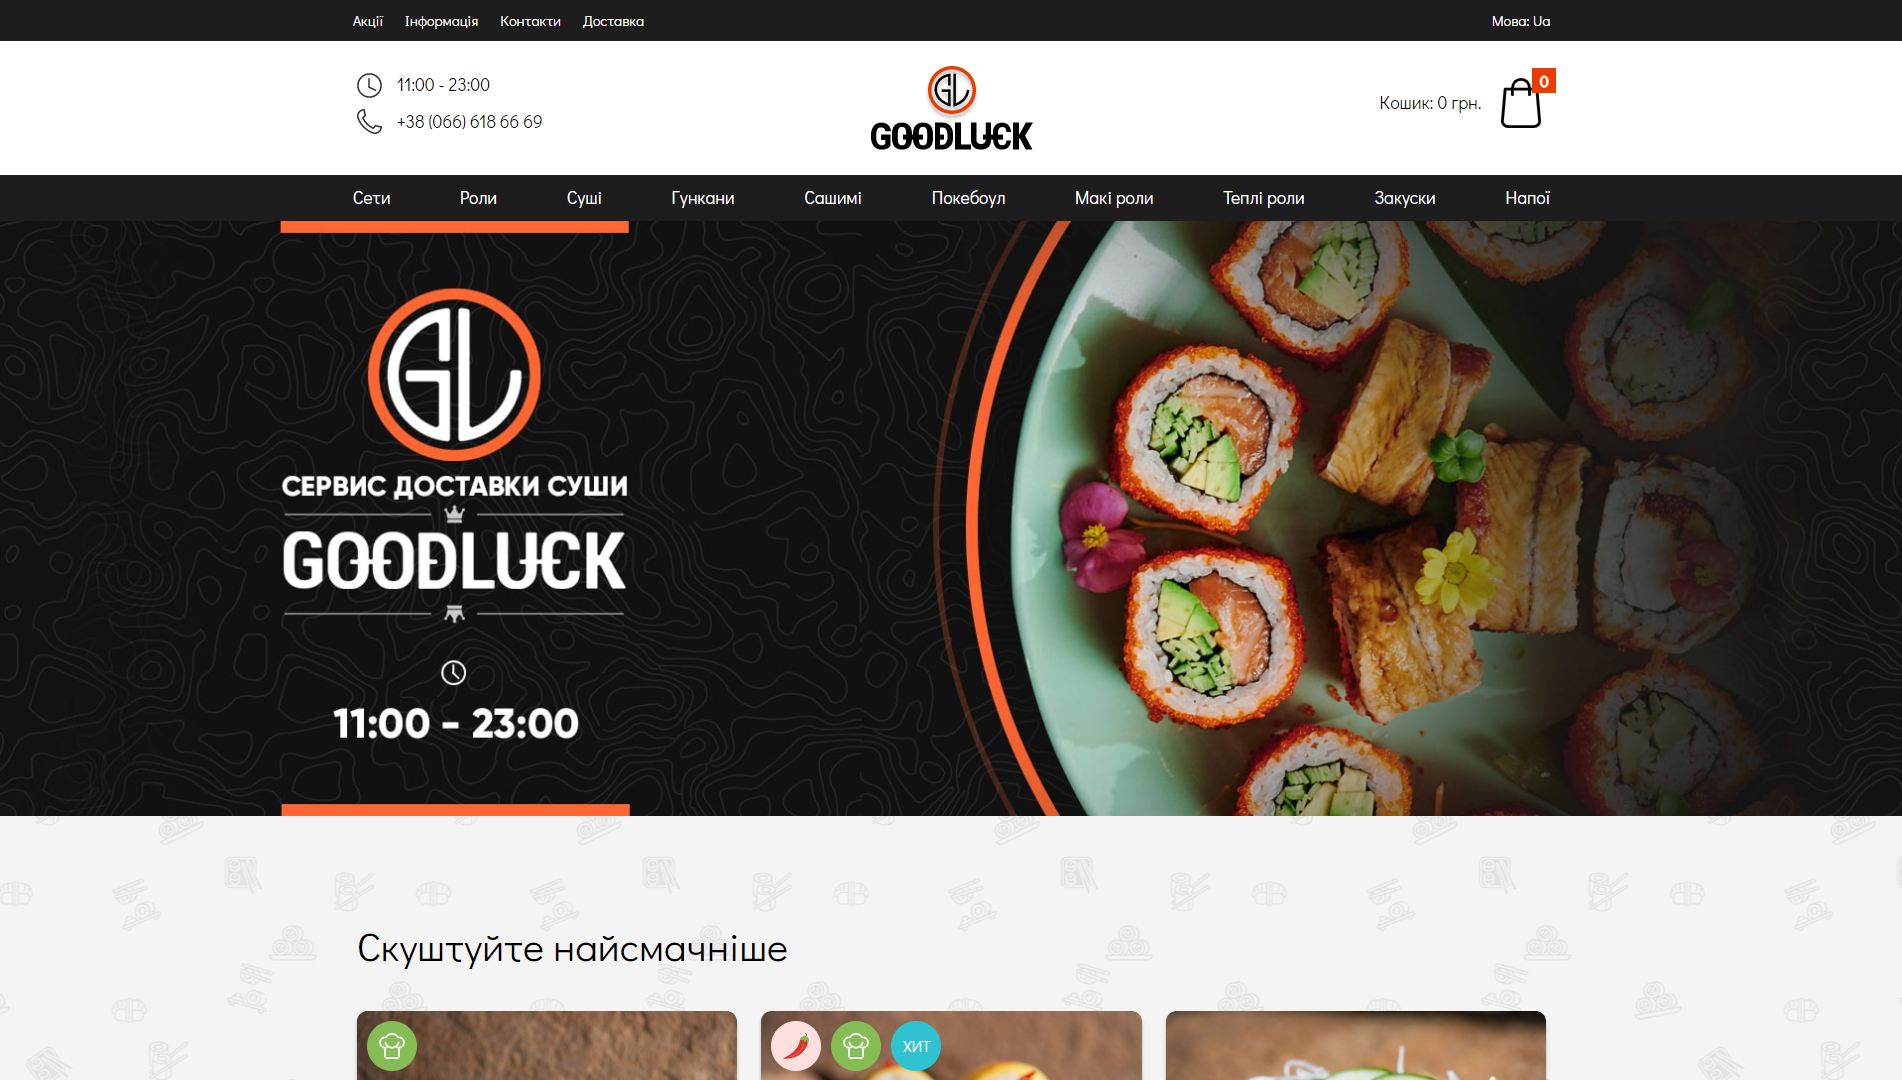 Акції Інформація Контакти Доставка Мова: Ua
11:00 - 23:00
+38 (066) 618 66 69
GL
GOODLUCK
Кошик: 0 грн.
0
Сети Роли Суші Гункани Сашимі Покебоул Макі роли Теплі роли Закуски Напої
GL
СЕРВИС ДОСТАВКИ СУШИ
GOODLUCK
11:00 - 23:00
Скуштуйте найсмачніше
ХИТ